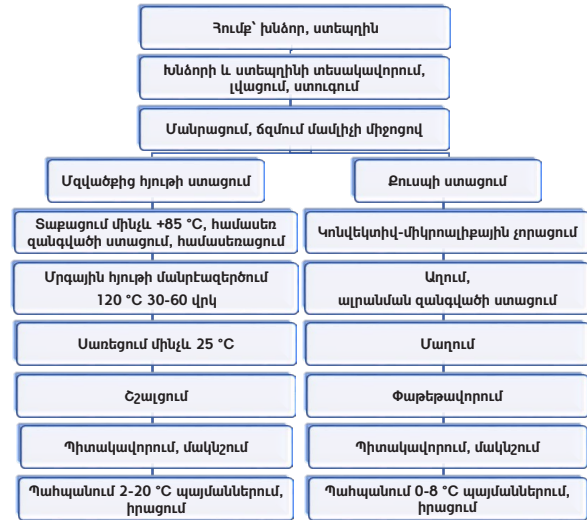 Հումք՝ խնձոր, ստեպղին
Խնձորի և ստեպղինի տեսակավորում,
լվացում, ստուգում
Մանրացում, ճզմում մամլիչի միջոցով
Մզվածքից հյութի ստացում
Տաքացում մինչև +85 °C, համասեռ
զանգվածի ստացում, համասեռացում
Մրգային հյութի մանրէազերծում
120 °C 30-60 վրկ
Սառեցում մինչև 25 °C
Շշալցում
Պիտակավորում, մակնշում
Պահպանում 2-20 °C պայմաններում,
իրացում
Քուսպի ստացում
Կոնվեկտիվ-միկրոալիքային չորացում
Աղում,
ալրանման զանգվածի ստացում
Մաղում
Փաթեթավորում
Պիտակավորում, մակնշում
Պահպանում 0-8 °C պայմաններում,
իրացում